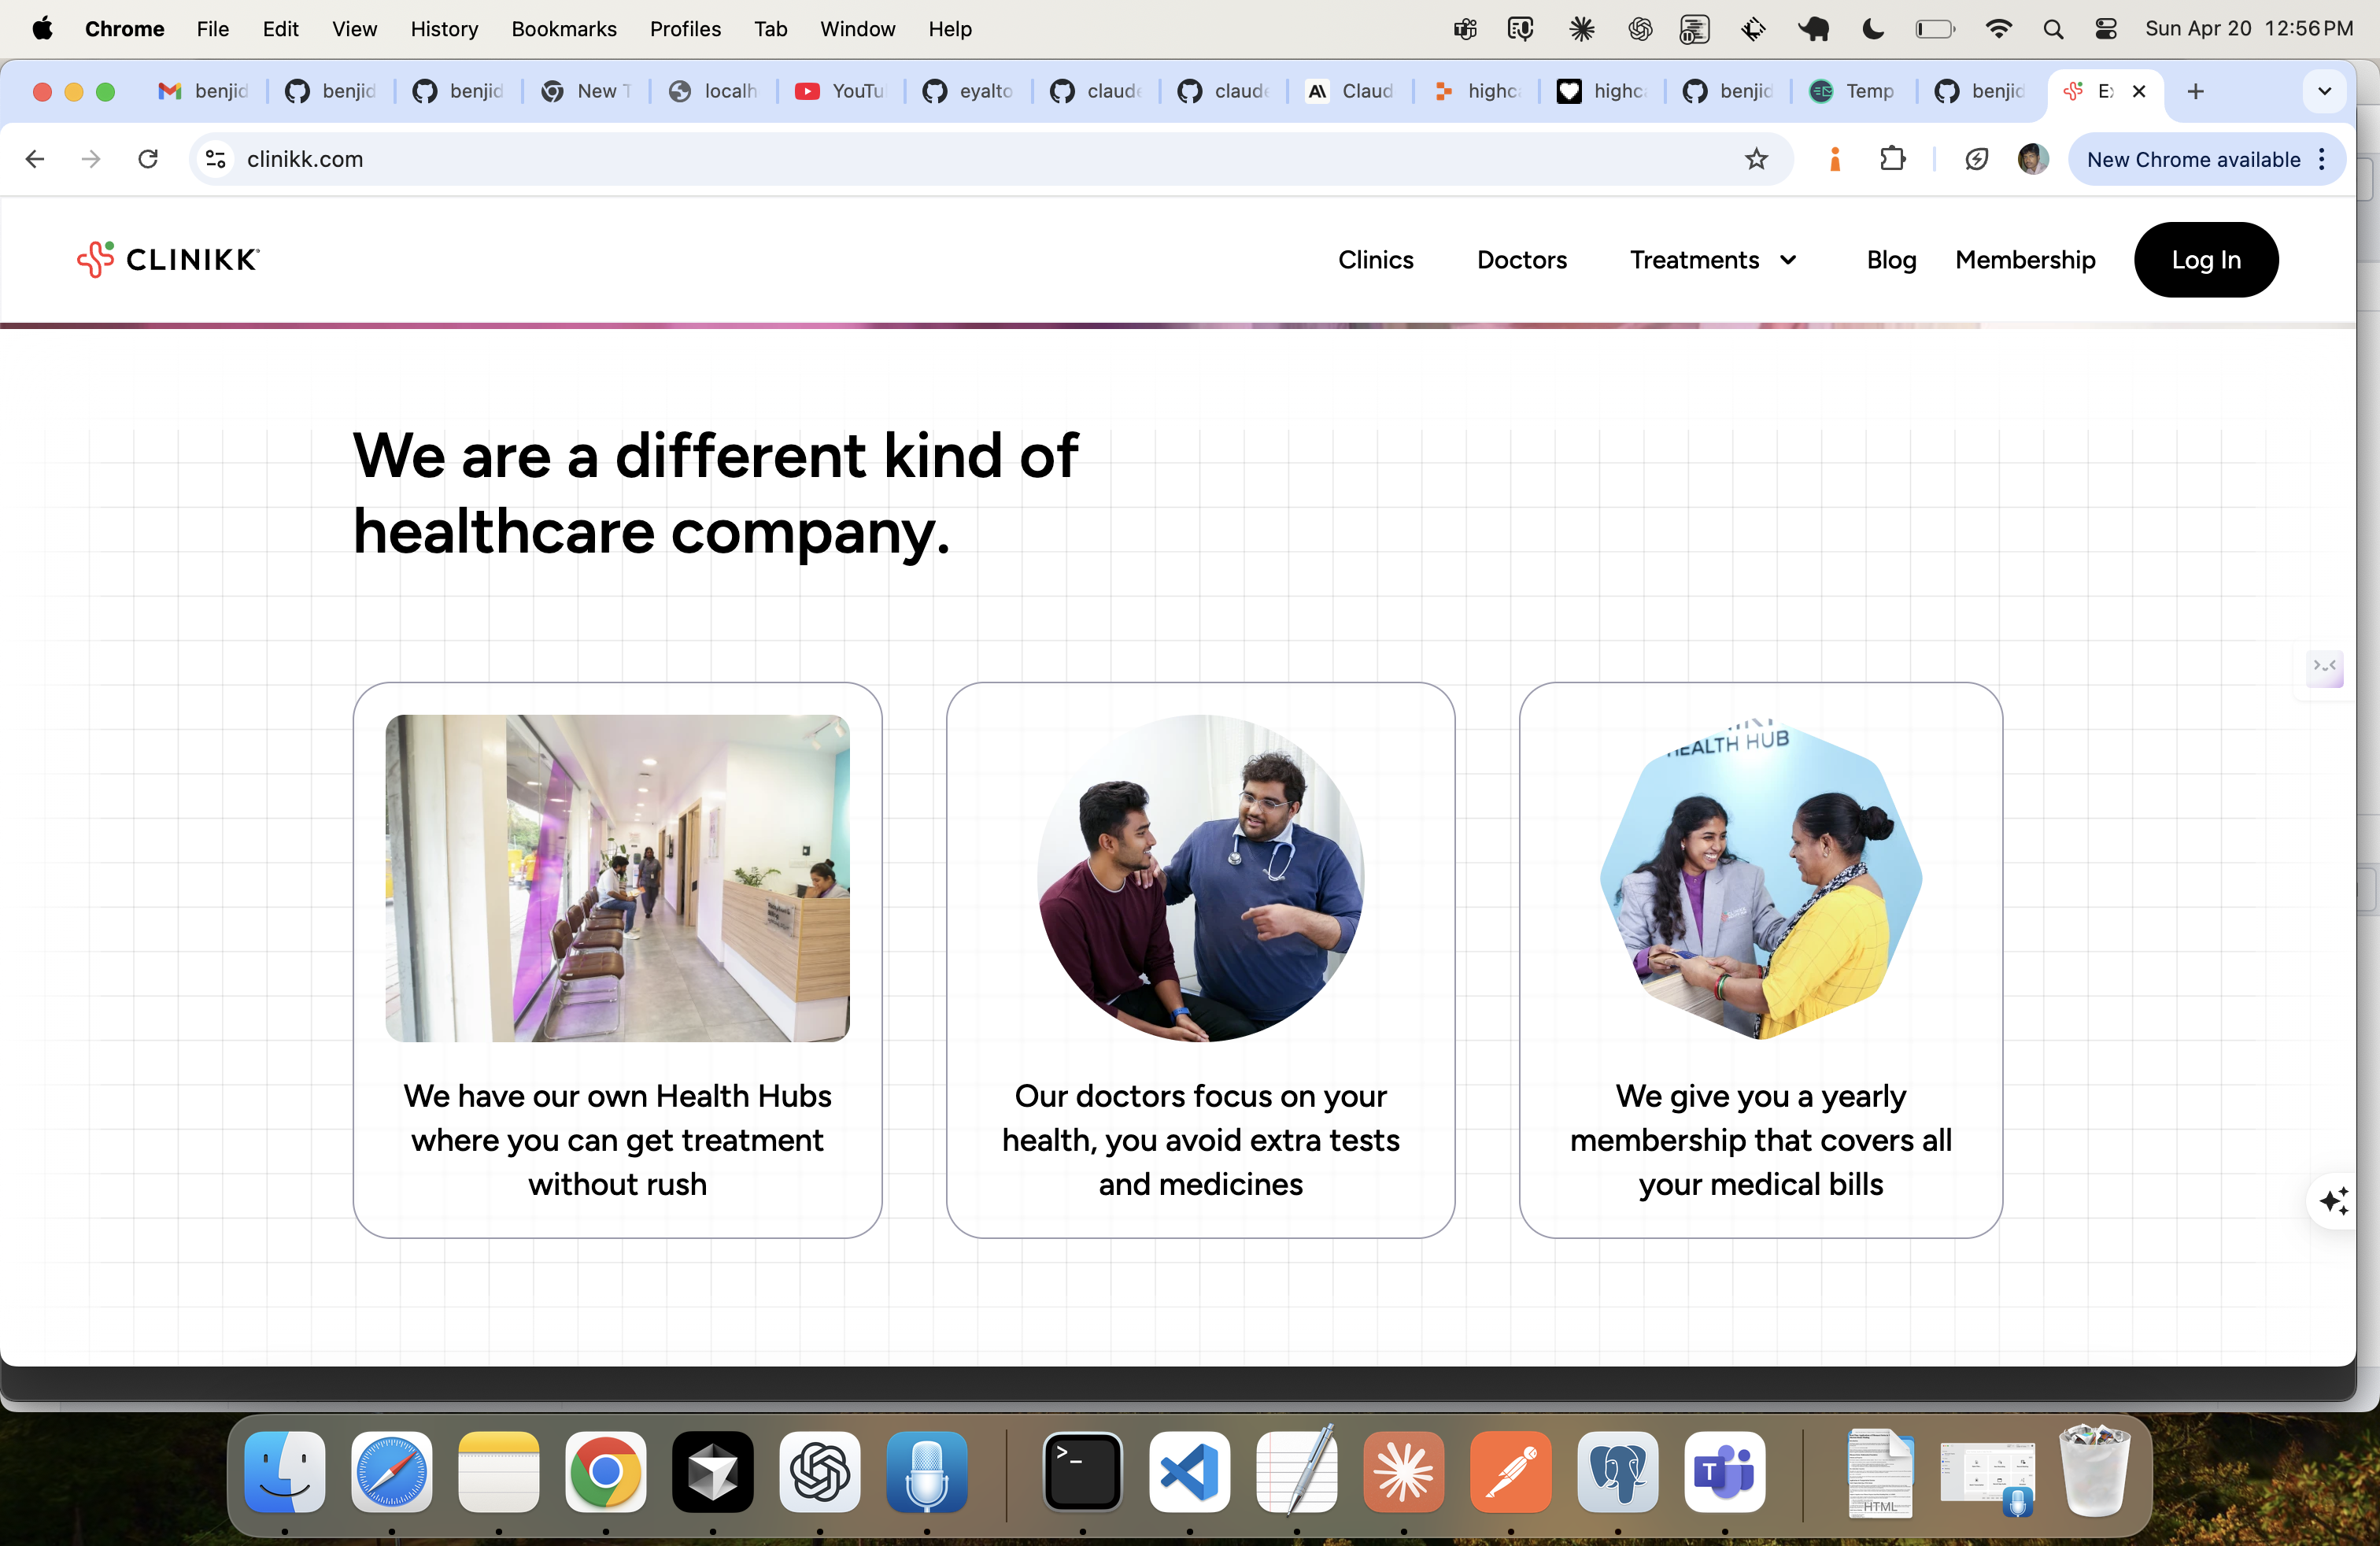 Chrome File Edit View History Bookmarks Profiles Tab Window Help Sun Apr 20 12:56 PM
benjid benjid benjid New T localh YouTu eyalto claude claude Claud highca highca benjid Temp benjid Ex
clinikk.com New Chrome available
CLINIKK Clinics Doctors Treatments Blog Membership Log In
We are a different kind of
healthcare company.
HEALTH HUB
We have our own Health Hubs
where you can get treatment
without rush
Our doctors focus on your
health, you avoid extra tests
and medicines
We give you a yearly
membership that covers all
your medical bills
HTML